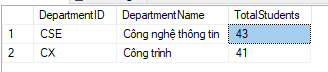 DepartmentID DepartmentName TotalStudents
1 CSE Công nghệ thông tin 43
2 CX Công trình 41